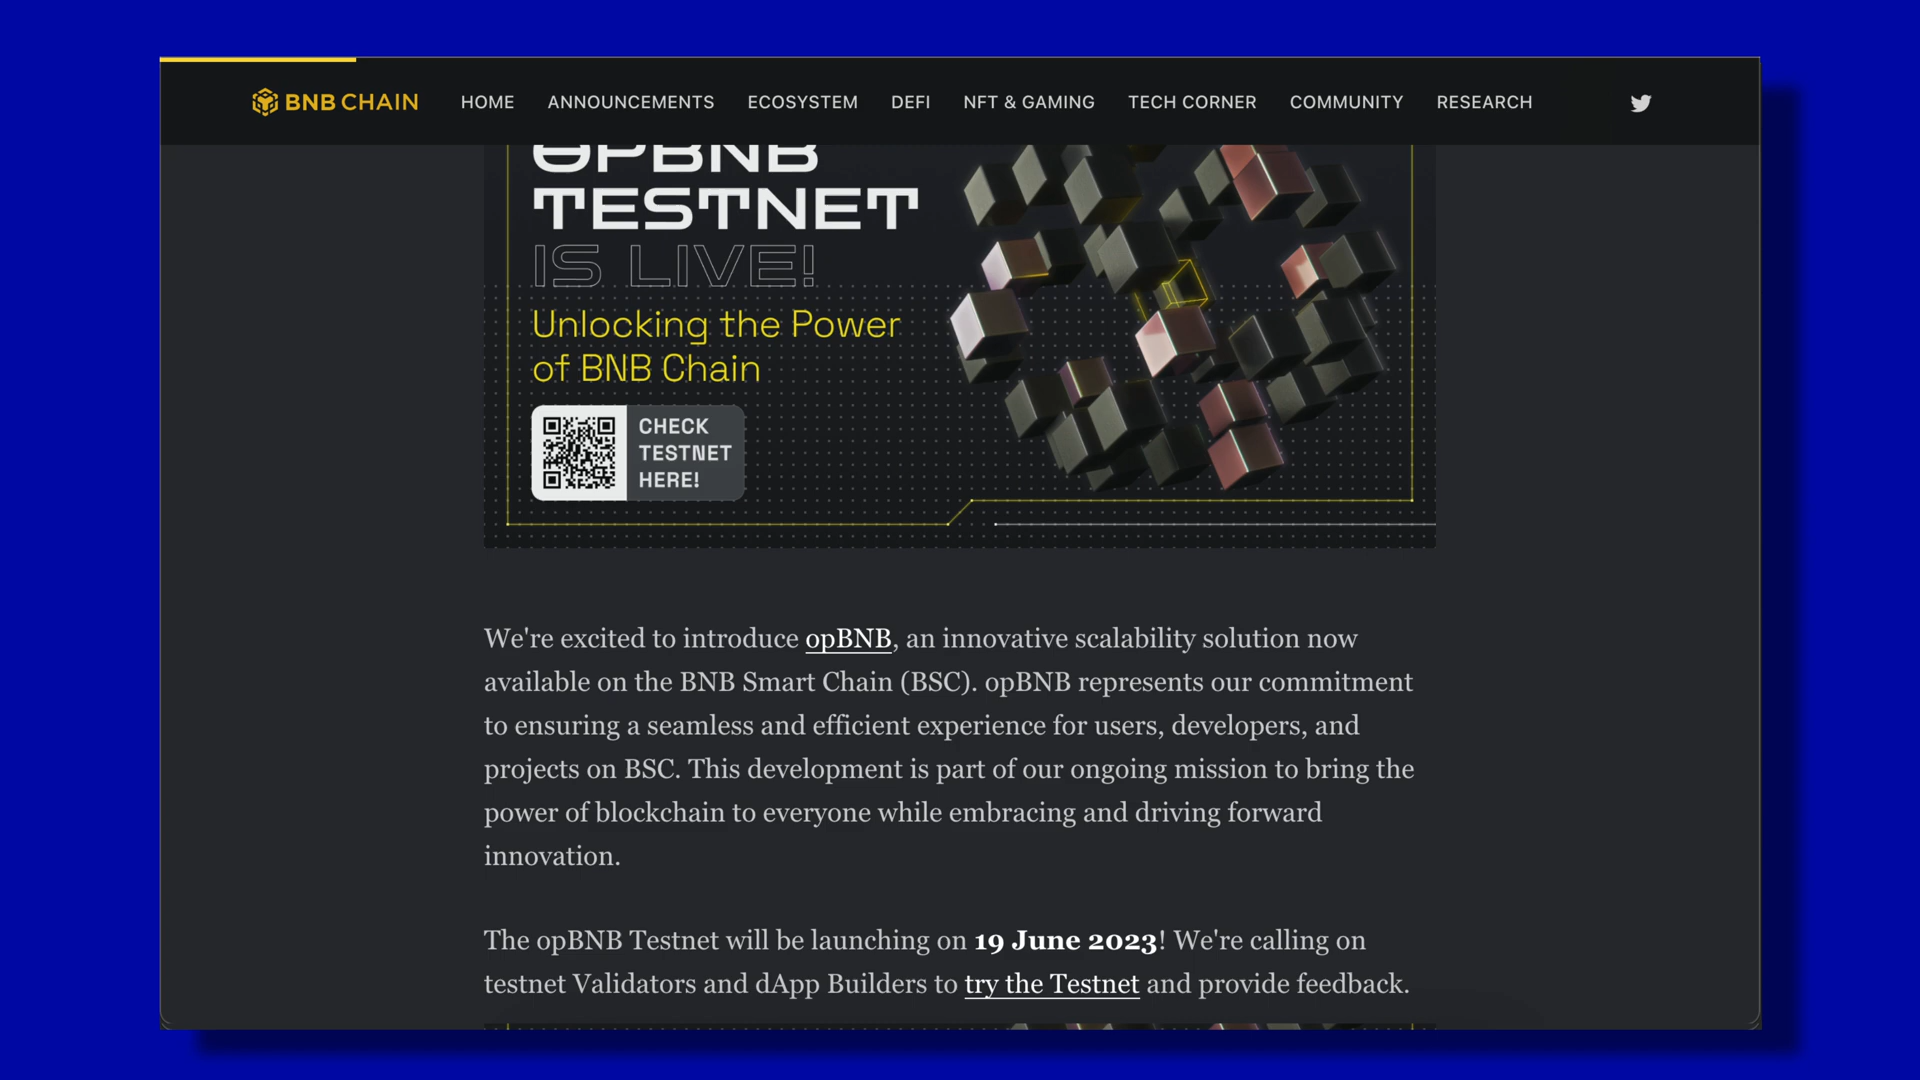 BNB CHAIN
HOME
ANNOUNCEMENTS
ECOSYSTEM
DEFI
NFT & GAMING
TECH CORNER
COMMUNITY
RESEARCH
OPBNB
TESTNET
IS LIVE!
Unlocking the Power
of BNB Chain
CHECK
TESTNET
HERE!
We're excited to introduce opBNB, an innovative scalability solution now
available on the BNB Smart Chain (BSC). opBNB represents our commitment
to ensuring a seamless and efficient experience for users, developers, and
projects on BSC. This development is part of our ongoing mission to bring the
power of blockchain to everyone while embracing and driving forward
innovation.
The opBNB Testnet will be launching on 19 June 2023! We're calling on
testnet Validators and dApp Builders to try the Testnet and provide feedback.